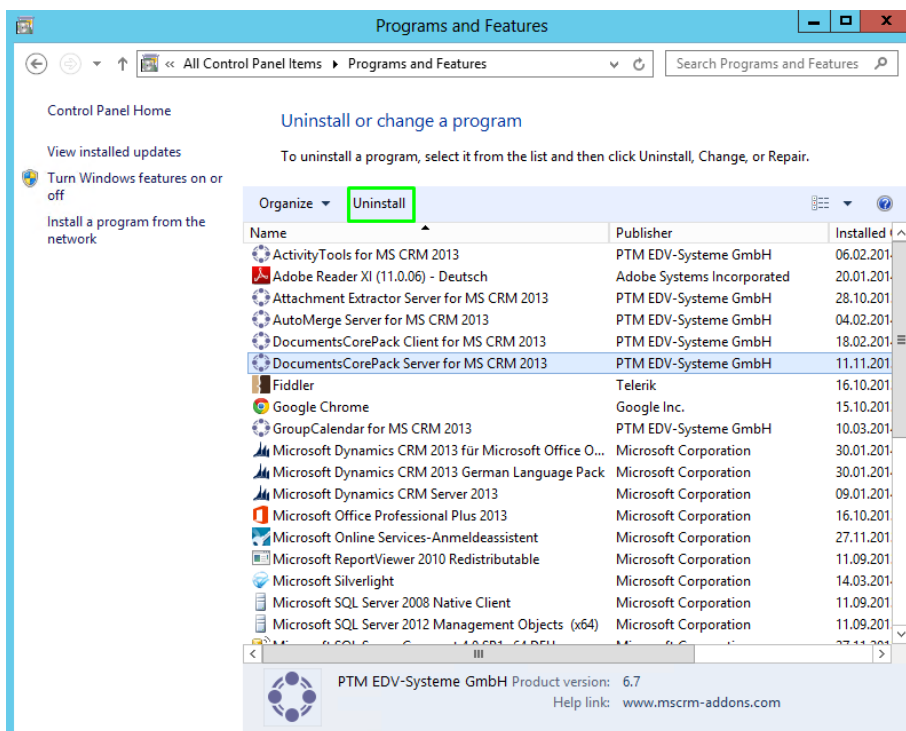 Programs and Features
« All Control Panel Items ▸ Programs and Features
Search Programs and Features
Control Panel Home
View installed updates
Turn Windows features on or
off
Install a program from the
network
Uninstall or change a program
To uninstall a program, select it from the list and then click Uninstall, Change, or Repair.
Organize Uninstall
Name Publisher Installed
ActivityTools for MS CRM 2013 PTM EDV-Systeme GmbH 06.02.201
Adobe Reader XI (11.0.06) - Deutsch Adobe Systems Incorporated 20.01.201
Attachment Extractor Server for MS CRM 2013 PTM EDV-Systeme GmbH 28.10.201
AutoMerge Server for MS CRM 2013 PTM EDV-Systeme GmbH 04.02.201
DocumentsCorePack Client for MS CRM 2013 PTM EDV-Systeme GmbH 18.02.201
DocumentsCorePack Server for MS CRM 2013 PTM EDV-Systeme GmbH 11.11.201
Fiddler Telerik 16.10.201
Google Chrome Google Inc. 15.10.201
GroupCalendar for MS CRM 2013 PTM EDV-Systeme GmbH 10.03.201
Microsoft Dynamics CRM 2013 für Microsoft Office O... Microsoft Corporation 30.01.201
Microsoft Dynamics CRM 2013 German Language Pack Microsoft Corporation 30.01.201
Microsoft Dynamics CRM Server 2013 Microsoft Corporation 09.01.201
Microsoft Office Professional Plus 2013 Microsoft Corporation 16.10.201
Microsoft Online Services-Anmeldeassistent Microsoft Corporation 27.11.201
Microsoft ReportViewer 2010 Redistributable Microsoft Corporation 11.09.201
Microsoft Silverlight Microsoft Corporation 14.03.201
Microsoft SQL Server 2008 Native Client Microsoft Corporation 11.09.201
Microsoft SQL Server 2012 Management Objects (x64) Microsoft Corporation 11.09.201
PTM EDV-Systeme GmbH Product version: 6.7
Help link: www.mscrm-addons.com